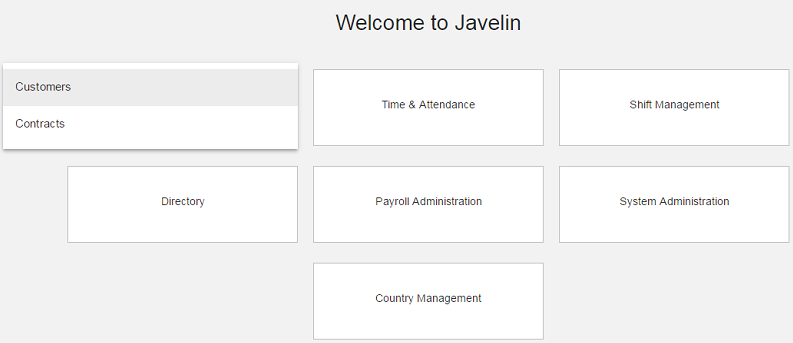 Welcome to Javelin
Customers
Contracts
Time & Attendance
Shift Management
Directory
Payroll Administration
System Administration
Country Management